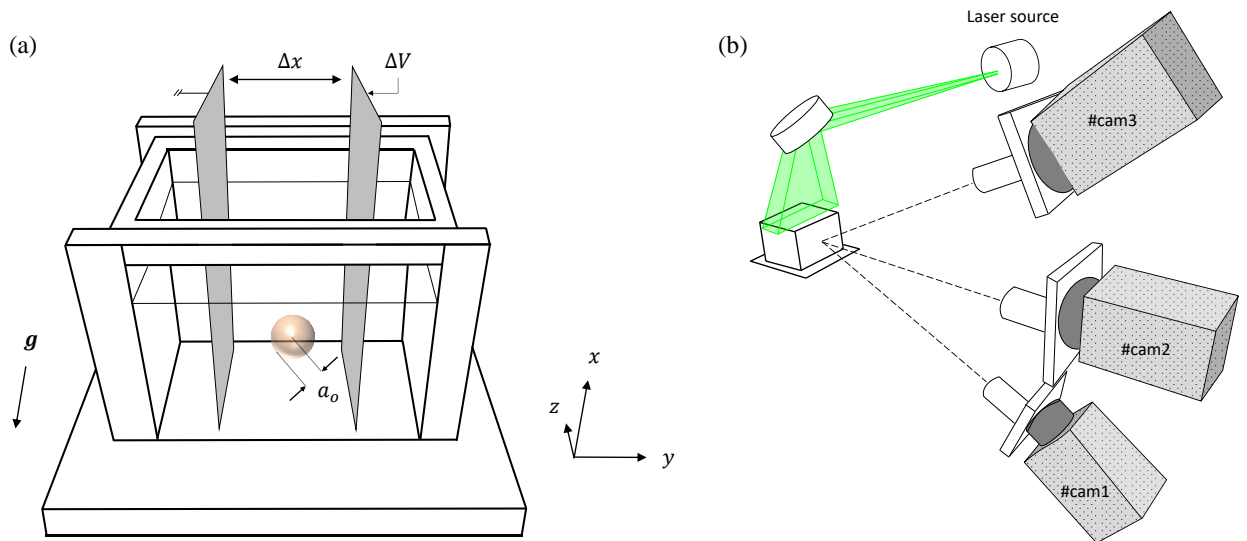 (a)
Δx
ΔV
g
a_o
x
z
y
(b)
Laser source
#cam3
#cam2
#cam1